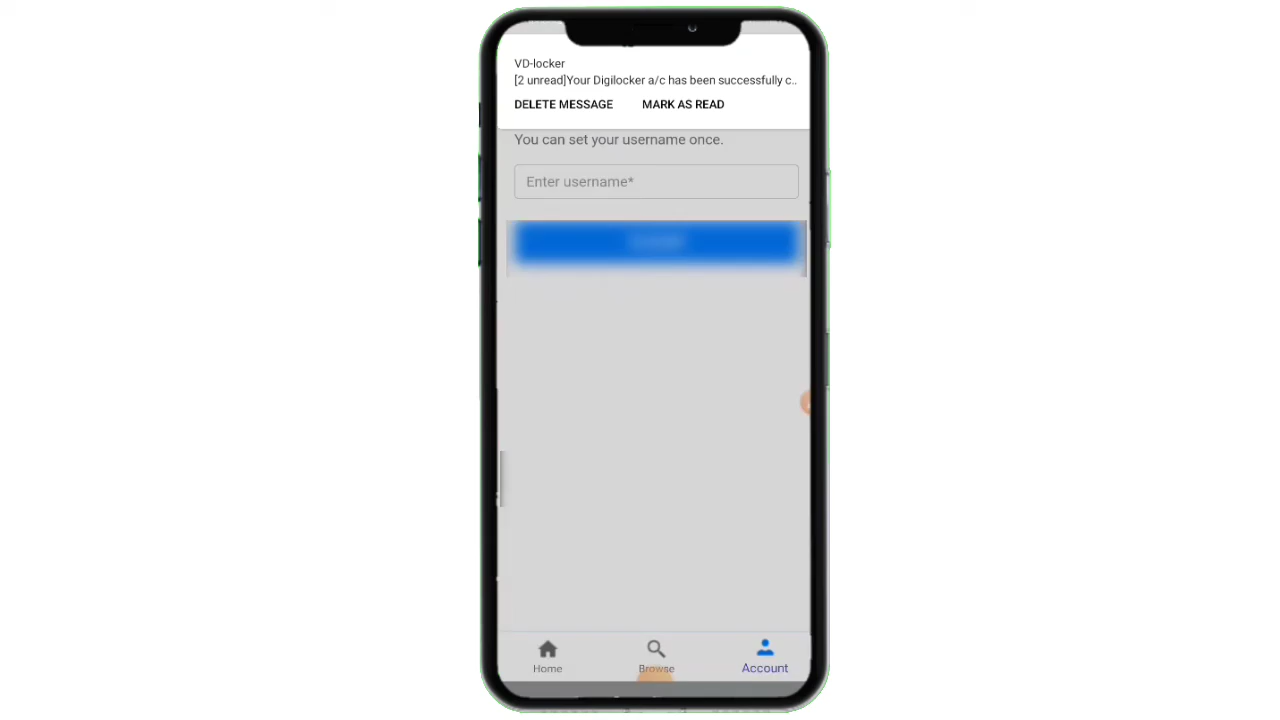 VD-locker
[2 unread]Your Digilocker a/c has been successfully c..
DELETE MESSAGE MARK AS READ
You can set your username once.
Enter username*
Home Browse Account